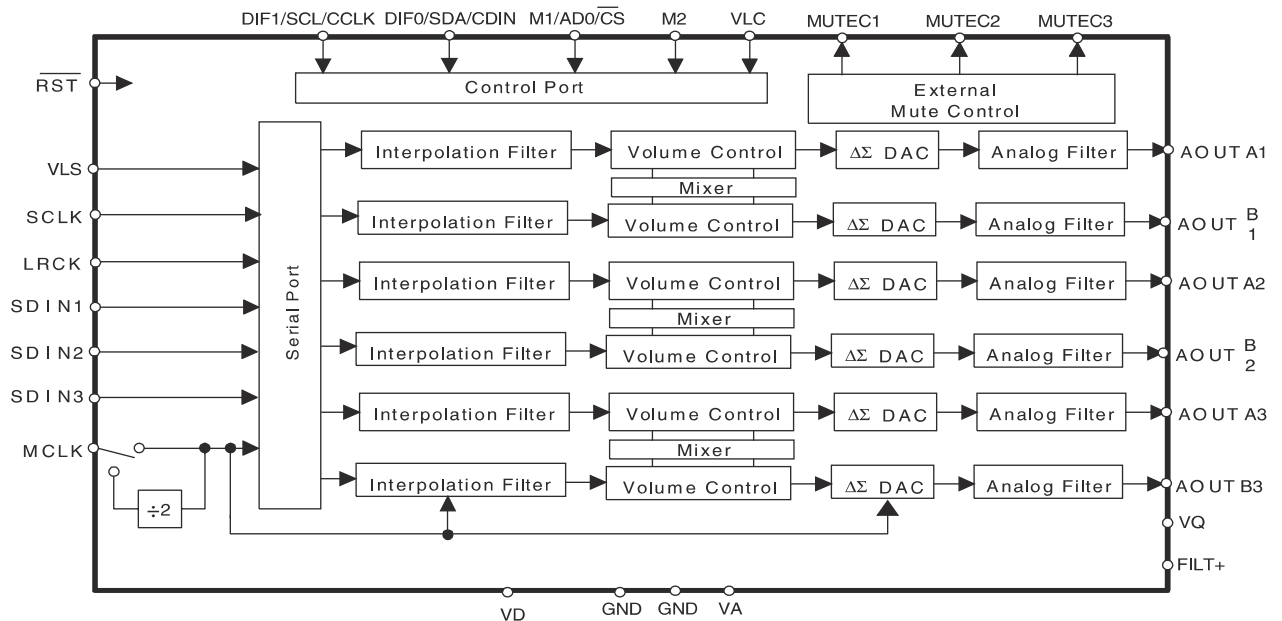 DIF1/SCL/CCLK DIF0/SDA/CDIN M1/AD0/CS M2 VLC MUTEC1 MUTEC2 MUTEC3
RST
Control Port
External
Mute Control
Serial Port
VLS
SCLK
LRCK
SDIN1
SDIN2
SDIN3
MCLK
÷2
Interpolation Filter Volume Control ΔΣ DAC Analog Filter AOUT A1
Mixer
Interpolation Filter Volume Control ΔΣ DAC Analog Filter AOUT B1
Interpolation Filter Volume Control ΔΣ DAC Analog Filter AOUT A2
Mixer
Interpolation Filter Volume Control ΔΣ DAC Analog Filter AOUT B2
Interpolation Filter Volume Control ΔΣ DAC Analog Filter AOUT A3
Mixer
Interpolation Filter Volume Control ΔΣ DAC Analog Filter AOUT B3
VQ
FILT+
VD GND GND VA